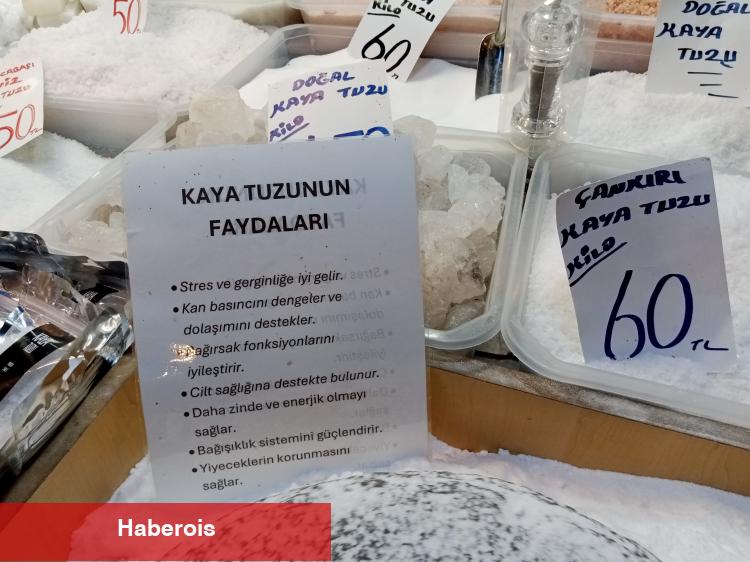 50
TL
KİLO
TUZU
60
DOĞAL
KAYA
TUZU
50
TL
DOĞAL
KAYA TUZU
KİLO
KAYA TUZUNUN
FAYDALARI
• Stres ve gerginliğe iyi gelir.
• Kan basıncını dengeler ve
dolaşımını destekler.
Bağırsak fonksiyonlarını
iyileştirir.
• Cilt sağlığına destekte bulunur.
• Daha zinde ve enerjik olmayı
sağlar.
• Bağışıklık sistemini güçlendirir.
• Yiyeceklerin korunmasını
sağlar.
ÇANKIRI
KAYA TUZU
KİLO
60 TL
Haberois